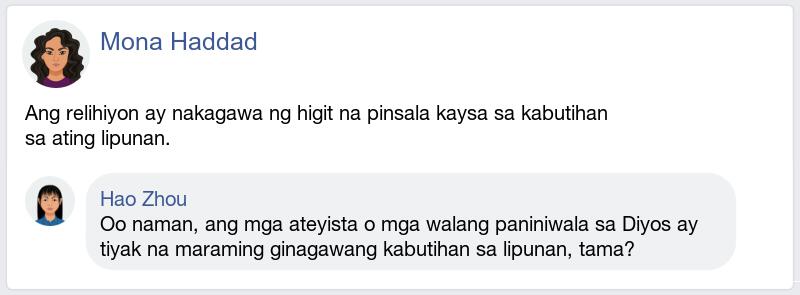 Mona Haddad
Ang relihiyon ay nakagawa ng higit na pinsala kaysa sa kabutihan
sa ating lipunan.
Hao Zhou
Oo naman, ang mga ateyista o mga walang paniniwala sa Diyos ay
tiyak na maraming ginagawang kabutihan sa lipunan, tama?